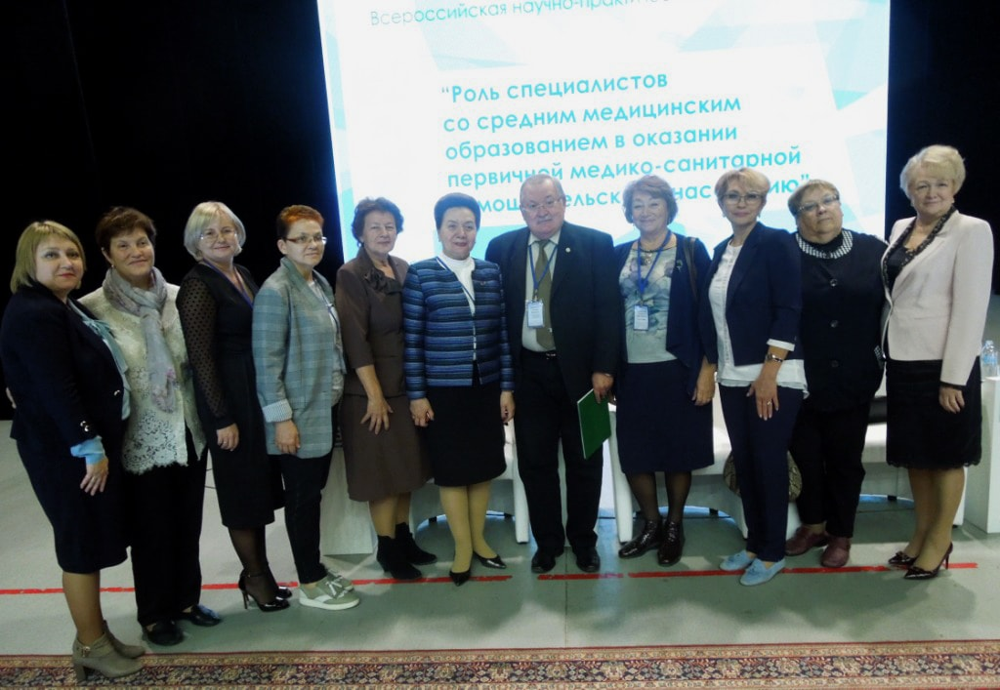 Всероссийская научно-практи
“Роль специалистов
со средним медицинским
образованием в оказании
первичной медико-санитарной